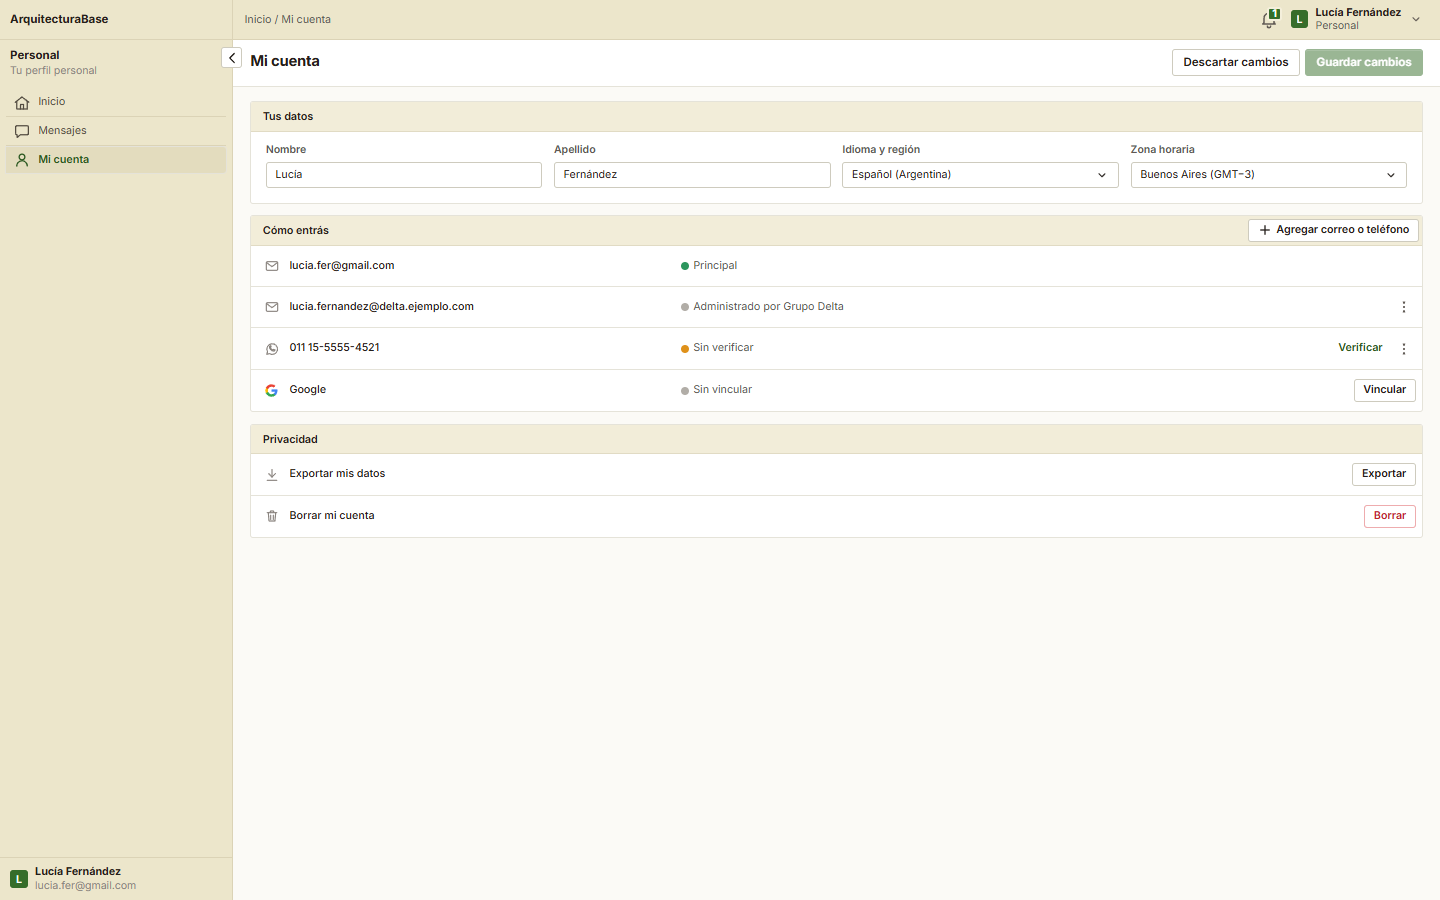 ArquitecturaBase
Inicio / Mi cuenta
1
L
Lucía Fernández
Personal
Personal
Tu perfil personal
Inicio
Mensajes
Mi cuenta
Mi cuenta
Descartar cambios
Guardar cambios
Tus datos
Nombre
Apellido
Idioma y región
Zona horaria
Lucía
Fernández
Español (Argentina)
Buenos Aires (GMT−3)
Cómo entrás
Agregar correo o teléfono
lucia.fer@gmail.com
Principal
lucia.fernandez@delta.ejemplo.com
Administrado por Grupo Delta
011 15-5555-4521
Sin verificar
Verificar
Google
Sin vincular
Vincular
Privacidad
Exportar mis datos
Exportar
Borrar mi cuenta
Borrar
L
Lucía Fernández
lucia.fer@gmail.com